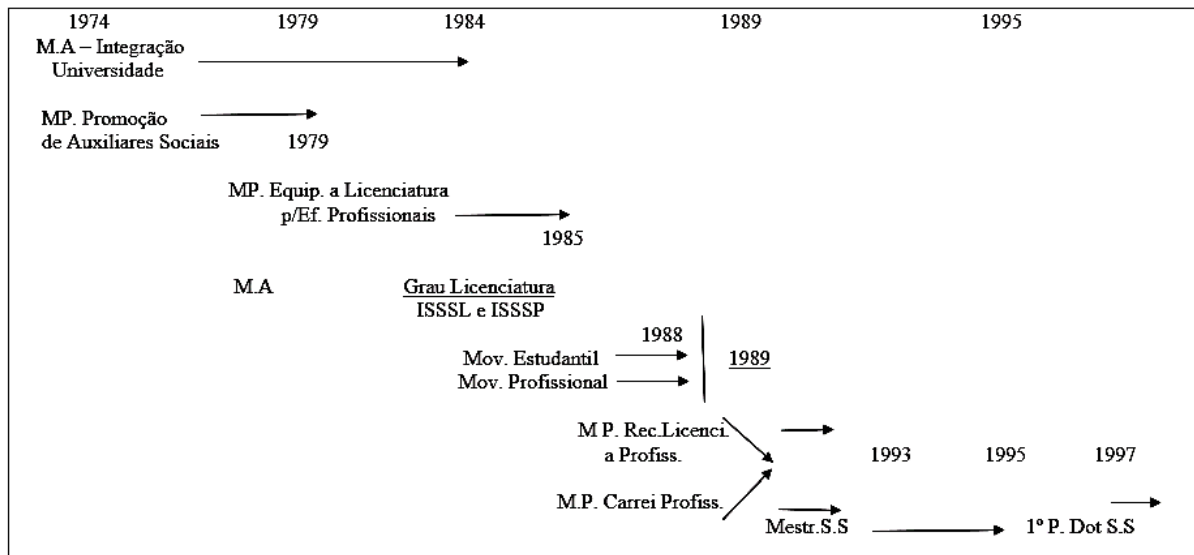 1974 1979 1984 1989 1995
M.A – Integração
Universidade
MP. Promoção
de Auxiliares Sociais 1979
MP. Equip. a Licenciatura
p/Ef. Profissionais
1985
M.A Grau Licenciatura
ISSSL e ISSSP
1988
Mov. Estudantil 1989
Mov. Profissional
M P. Rec.Licenci.
a Profiss. 1993 1995 1997
M.P. Carrei Profiss.
Mestr.S.S 1º P. Dot S.S